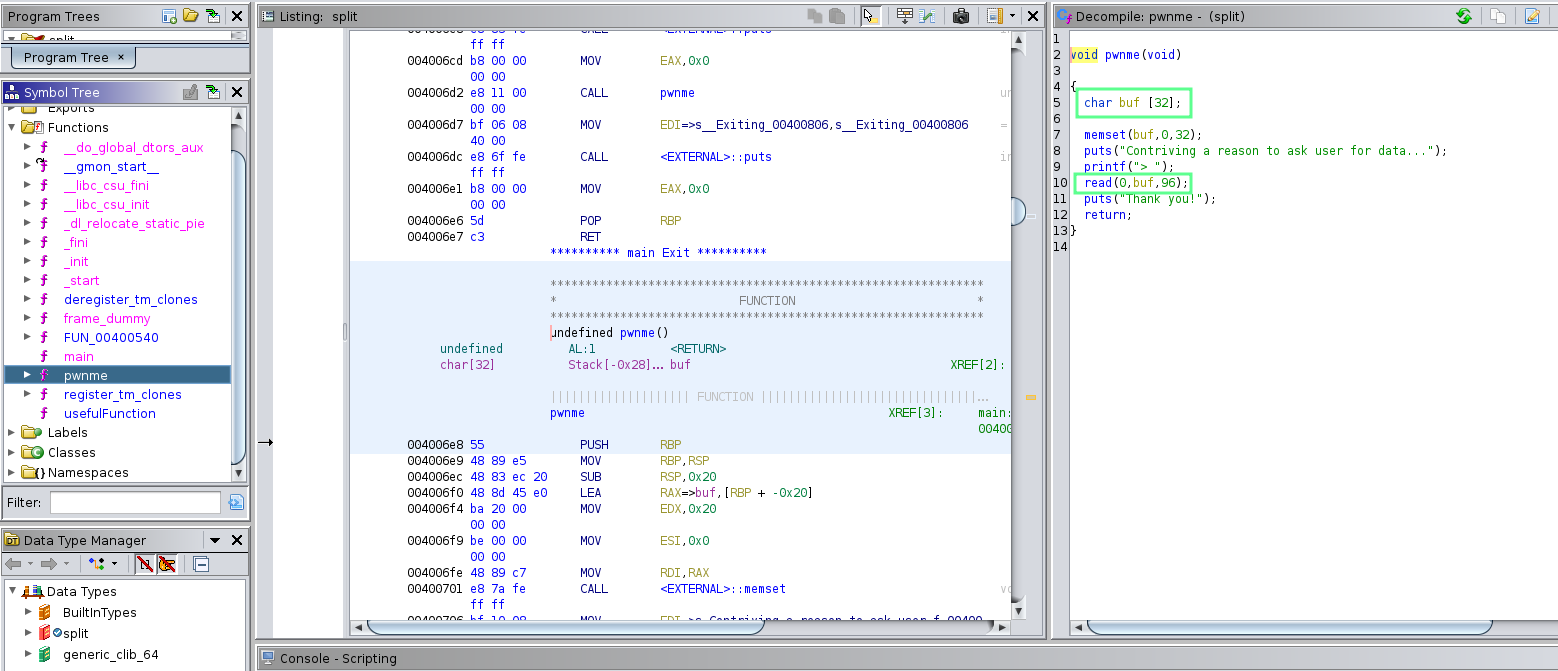 Program Trees
split
Program Tree ×
Symbol Tree
Exports
Functions
f __do_global_dtors_aux
f __gmon_start__
f __libc_csu_fini
f __libc_csu_init
f _dl_relocate_static_pie
f _fini
f _init
f _start
f deregister_tm_clones
f frame_dummy
f FUN_00400540
f main
f pwnme
f register_tm_clones
f usefulFunction
Labels
Classes
Namespaces
Filter:
Data Type Manager
Data Types
BuiltInTypes
split
generic_clib_64
Listing: split
ff ff
004006cd b8 00 00 MOV EAX,0x0
00 00
004006d2 e8 11 00 CALL pwnme
00 00
004006d7 bf 06 08 MOV EDI=>s__Exiting_00400806,s__Exiting_00400806 =
40 00
004006dc e8 6f fe CALL <EXTERNAL>::puts
ff ff
004006e1 b8 00 00 MOV EAX,0x0
00 00
004006e6 5d POP RBP
004006e7 c3 RET
********** main Exit **********
*************************************************************
* FUNCTION *
*************************************************************
undefined pwnme()
undefined AL:1 <RETURN>
char[32] Stack[-0x28]... buf XREF[2]:
|||||||||||||||||||| FUNCTION |||||||||||||||||||||||||||||...
pwnme XREF[3]: main:
00400
004006e8 55 PUSH RBP
004006e9 48 89 e5 MOV RBP,RSP
004006ec 48 83 ec 20 SUB RSP,0x20
004006f0 48 8d 45 e0 LEA RAX=>buf,[RBP + -0x20]
004006f4 ba 20 00 MOV EDX,0x20
00 00
004006f9 be 00 00 MOV ESI,0x0
00 00
004006fe 48 89 c7 MOV RDI,RAX
00400701 e8 7a fe CALL <EXTERNAL>::memset
ff ff
00400706 bf 10 08 MOV
Console - Scripting
Decompile: pwnme - (split)
1
2 void pwnme(void)
3
4 {
5 char buf [32];
6
7 memset(buf,0,32);
8 puts("Contriving a reason to ask user for data...");
9 printf("> ");
10 read(0,buf,96);
11 puts("Thank you!");
12 return;
13 }
14